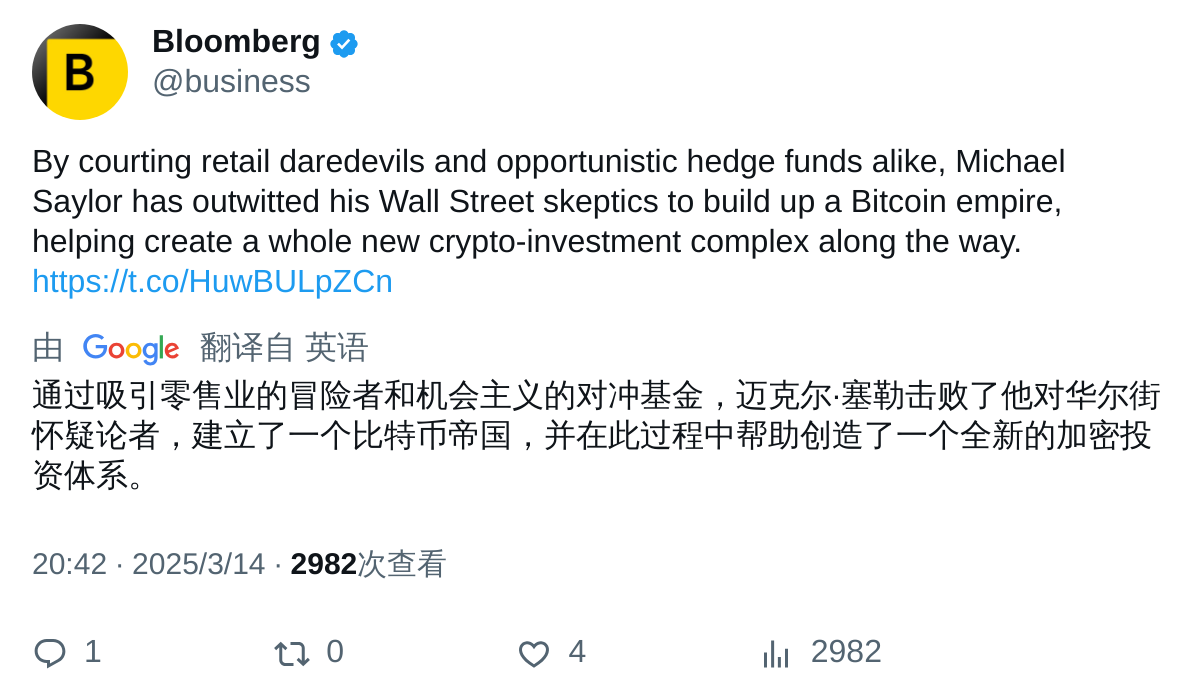 B
Bloomberg
@business
By courting retail daredevils and opportunistic hedge funds alike, Michael
Saylor has outwitted his Wall Street skeptics to build up a Bitcoin empire,
helping create a whole new crypto-investment complex along the way.
https://t.co/HuwBULpZCn
由 Google 翻译自 英语
通过吸引零售业的冒险者和机会主义的对冲基金，迈克尔·塞勒击败了他对华尔街
怀疑论者，建立了一个比特币帝国，并在此过程中帮助创造了一个全新的加密投
资体系。
20:42 · 2025/3/14 · 2982次查看
1 0 4 2982